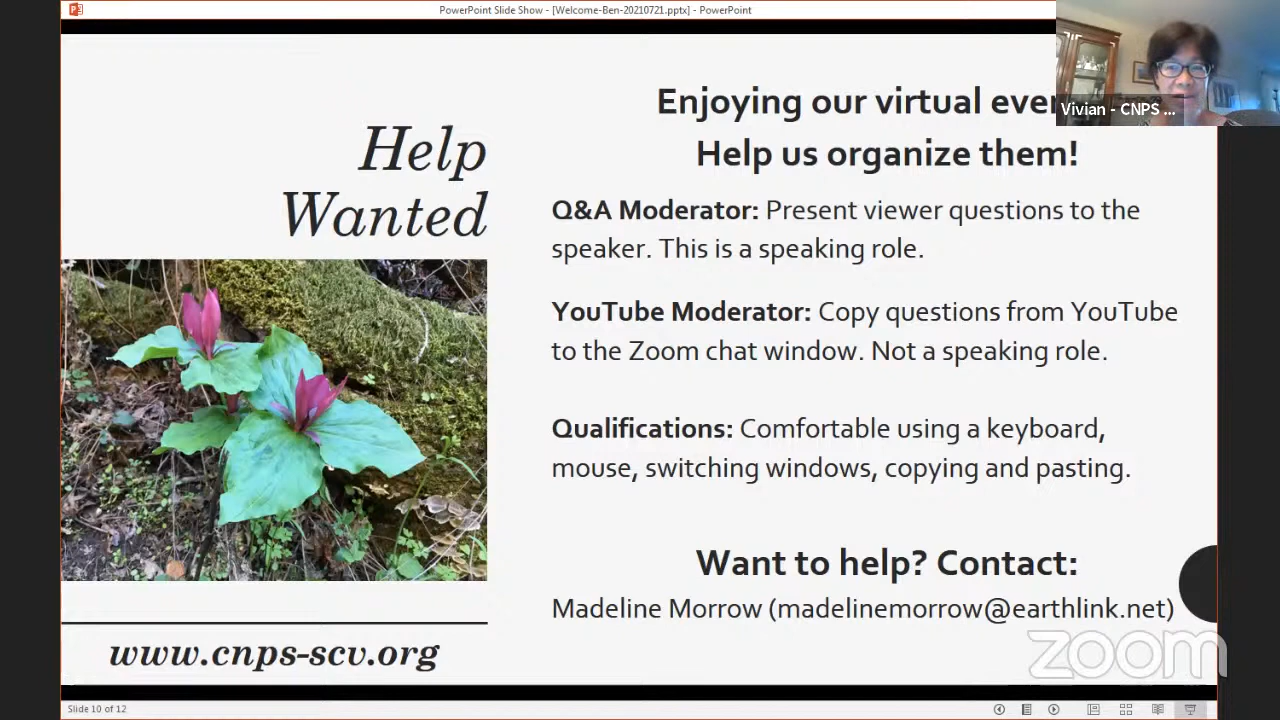 PowerPoint Slide Show - [Welcome-Ben-20210721.pptx] - PowerPoint
Vivian - CNPS ...
Help
Wanted
www.cnps-scv.org
Enjoying our virtual
Help us organize them!
Q&A Moderator: Present viewer questions to the
speaker. This is a speaking role.
YouTube Moderator: Copy questions from YouTube
to the Zoom chat window. Not a speaking role.
Qualifications: Comfortable using a keyboard,
mouse, switching windows, copying and pasting.
Want to help? Contact:
Madeline Morrow (madelinemorrow@earthlink.net)
zoom
Slide 10 of 12